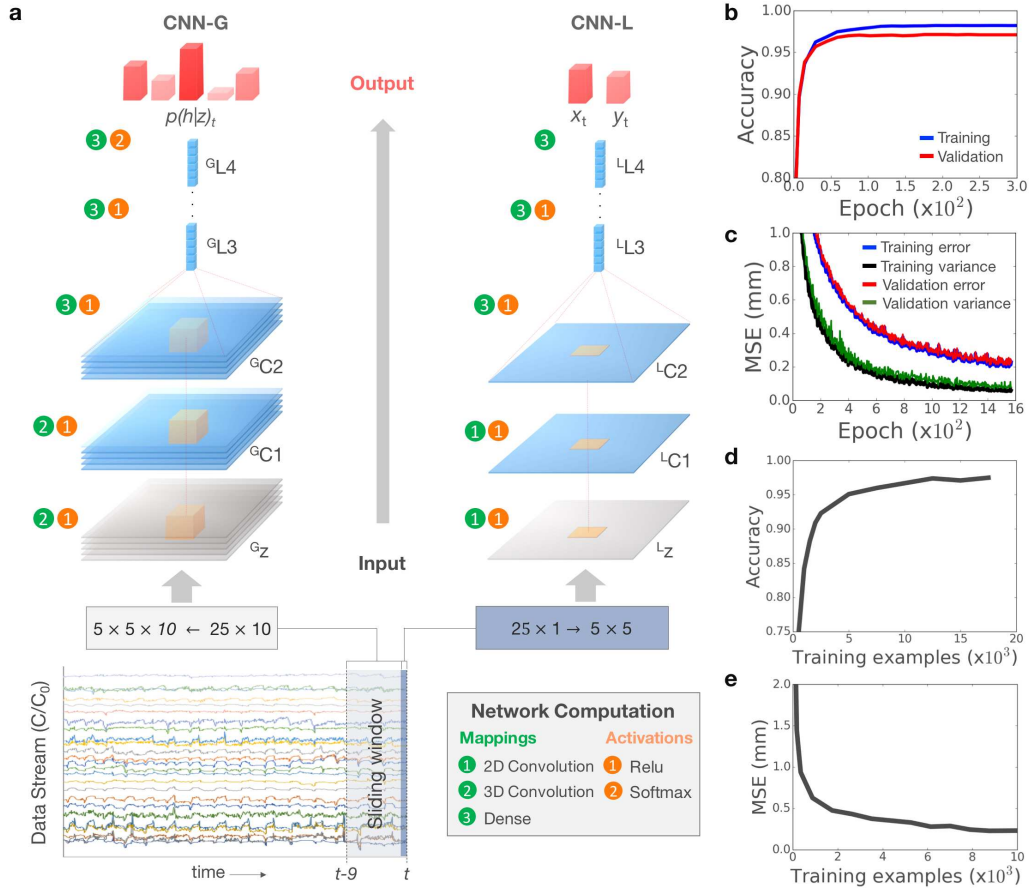 a
CNN-G
CNN-L
Output
p(h|z)t
xt
yt
3 2
GL4
3
LL4
3 1
GL3
3 1
LL3
3 1
GC2
3 1
LC2
2 1
GC1
1 1
LC1
2 1
Gz
1 1
Lz
Input
5 × 5 × 10 ← 25 × 10
25 × 1 → 5 × 5
Data Stream (C/C0)
Sliding window
time
t-9
t
Network Computation
Mappings
Activations
1 2D Convolution
1 Relu
2 3D Convolution
2 Softmax
3 Dense
b
Accuracy
1.00
0.95
0.90
0.85
0.80
Training
Validation
0.0 0.5 1.0 1.5 2.0 2.5 3.0
Epoch (x10²)
c
MSE (mm)
1.0
0.8
0.6
0.4
0.2
0.0
Training error
Training variance
Validation error
Validation variance
2 4 6 8 10 12 14 16
Epoch (x10²)
d
Accuracy
1.00
0.95
0.90
0.85
0.80
0.75
0 5 10 15 20
Training examples (x10³)
e
MSE (mm)
2.0
1.5
1.0
0.5
0.0
0 2 4 6 8 10
Training examples (x10³)